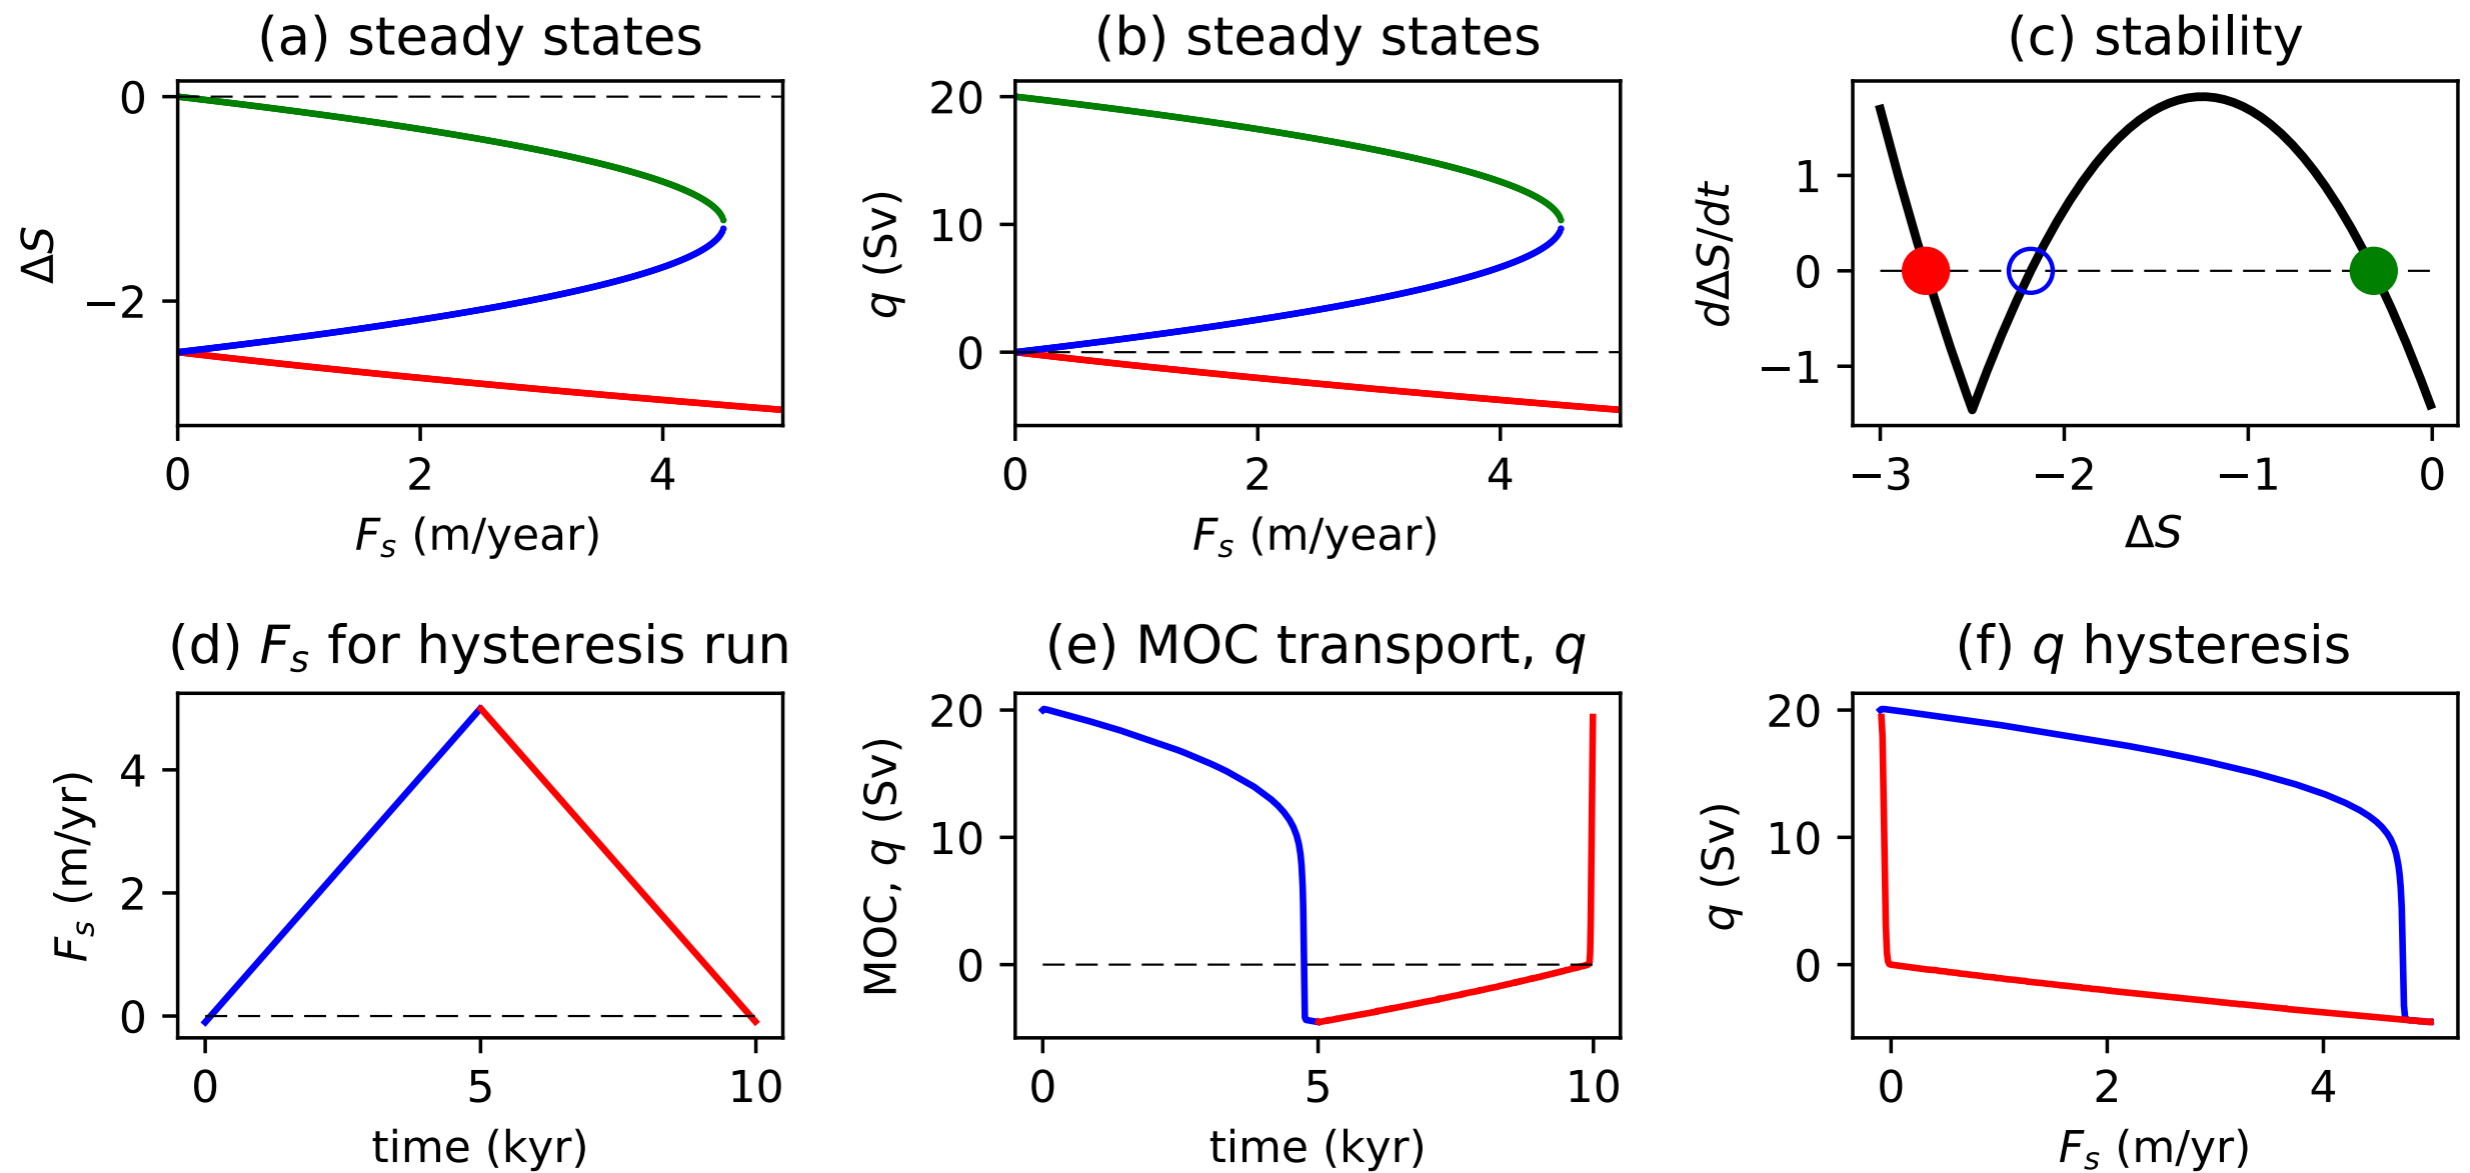 (a) steady states
0
−2
ΔS
0 2 4
F_s (m/year)
(b) steady states
20
10
0
q (Sv)
0 2 4
F_s (m/year)
(c) stability
1
0
−1
dΔS/dt
−3 −2 −1 0
ΔS
(d) F_s for hysteresis run
4
2
0
F_s (m/yr)
0 5 10
time (kyr)
(e) MOC transport, q
20
10
0
MOC, q (Sv)
0 5 10
time (kyr)
(f) q hysteresis
20
10
0
q (Sv)
0 2 4
F_s (m/yr)